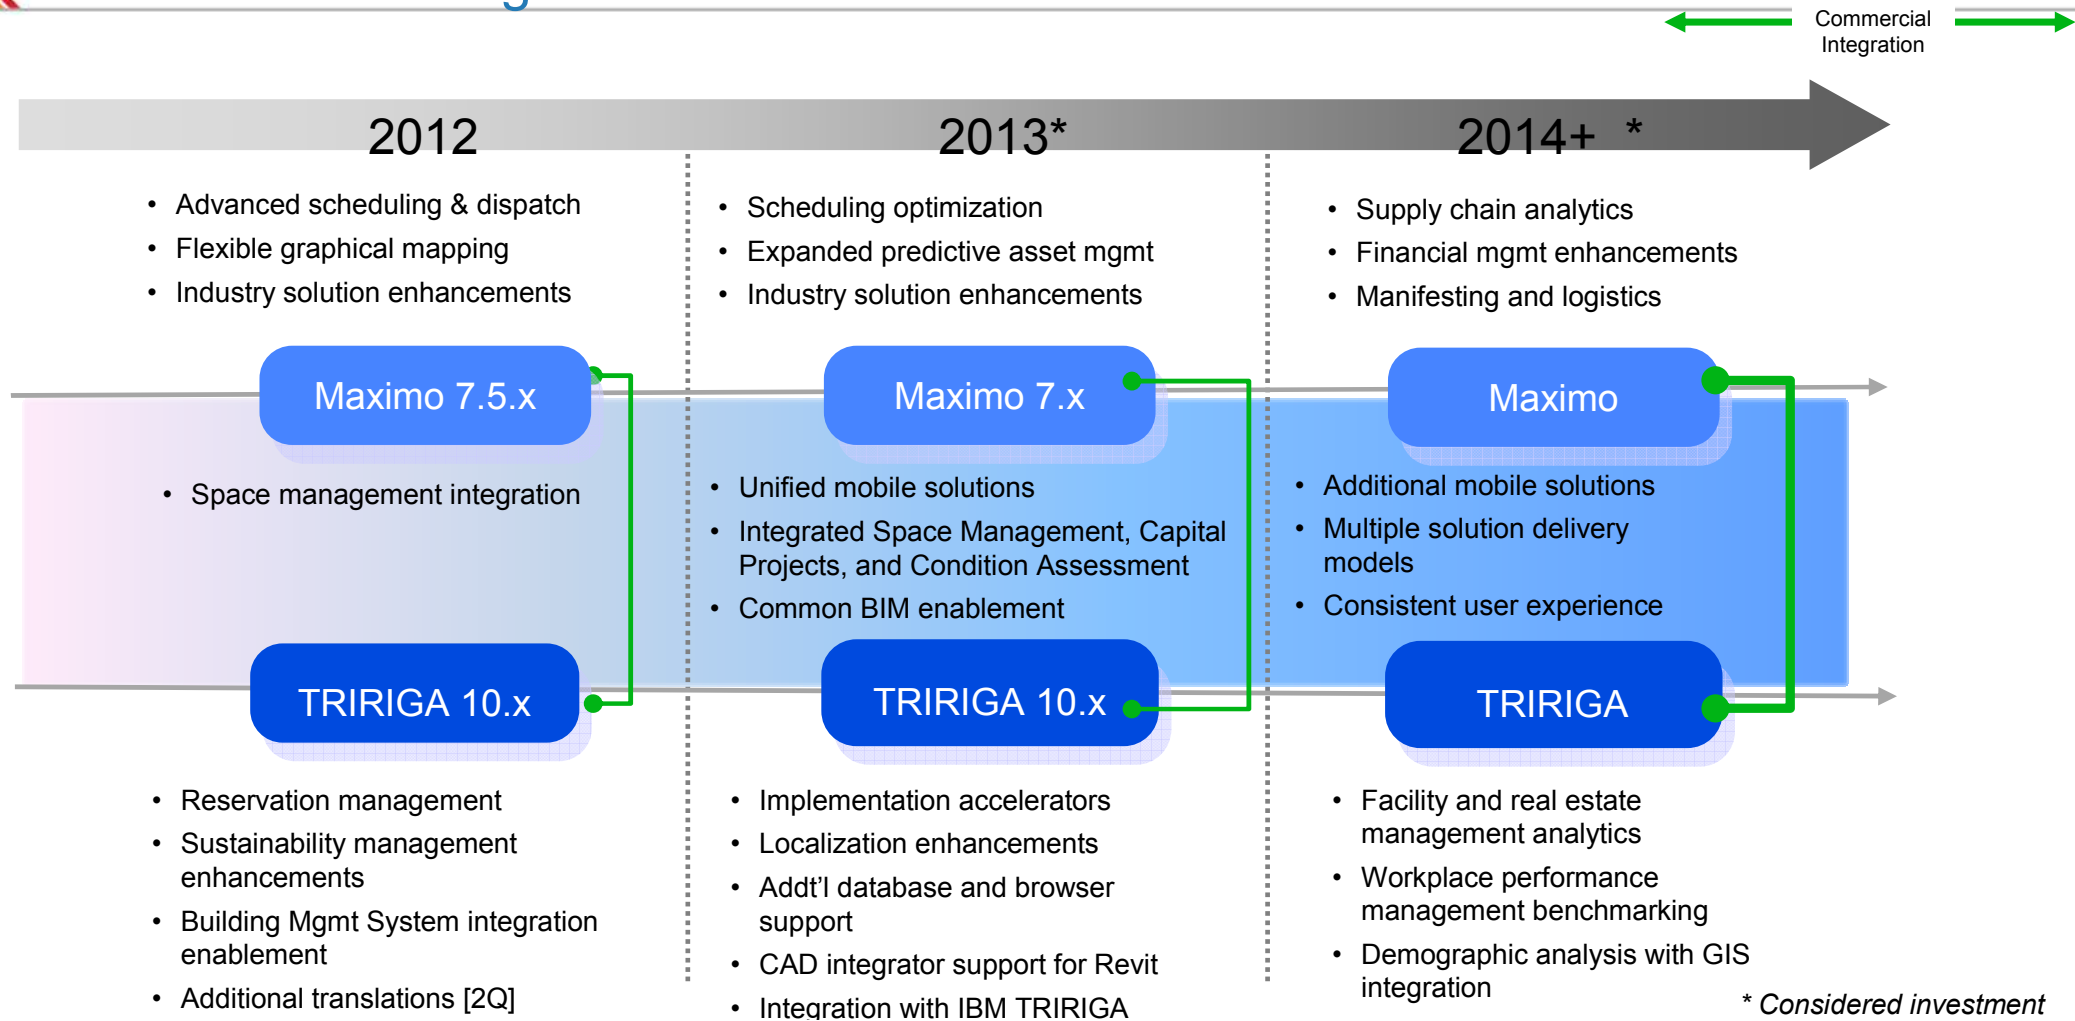 Commercial
Integration
2012
2013*
2014+ *
• Advanced scheduling & dispatch
• Flexible graphical mapping
• Industry solution enhancements
• Scheduling optimization
• Expanded predictive asset mgmt
• Industry solution enhancements
• Supply chain analytics
• Financial mgmt enhancements
• Manifesting and logistics
Maximo 7.5.x
Maximo 7.x
Maximo
• Space management integration
• Unified mobile solutions
• Integrated Space Management, Capital
Projects, and Condition Assessment
• Common BIM enablement
• Additional mobile solutions
• Multiple solution delivery
models
• Consistent user experience
TRIRIGA 10.x
TRIRIGA 10.x
TRIRIGA
• Reservation management
• Sustainability management
enhancements
• Building Mgmt System integration
enablement
• Additional translations [2Q]
• Implementation accelerators
• Localization enhancements
• Addt'l database and browser
support
• CAD integrator support for Revit
• Integration with IBM TRIRIGA
• Facility and real estate
management analytics
• Workplace performance
management benchmarking
• Demographic analysis with GIS
integration
* Considered investment